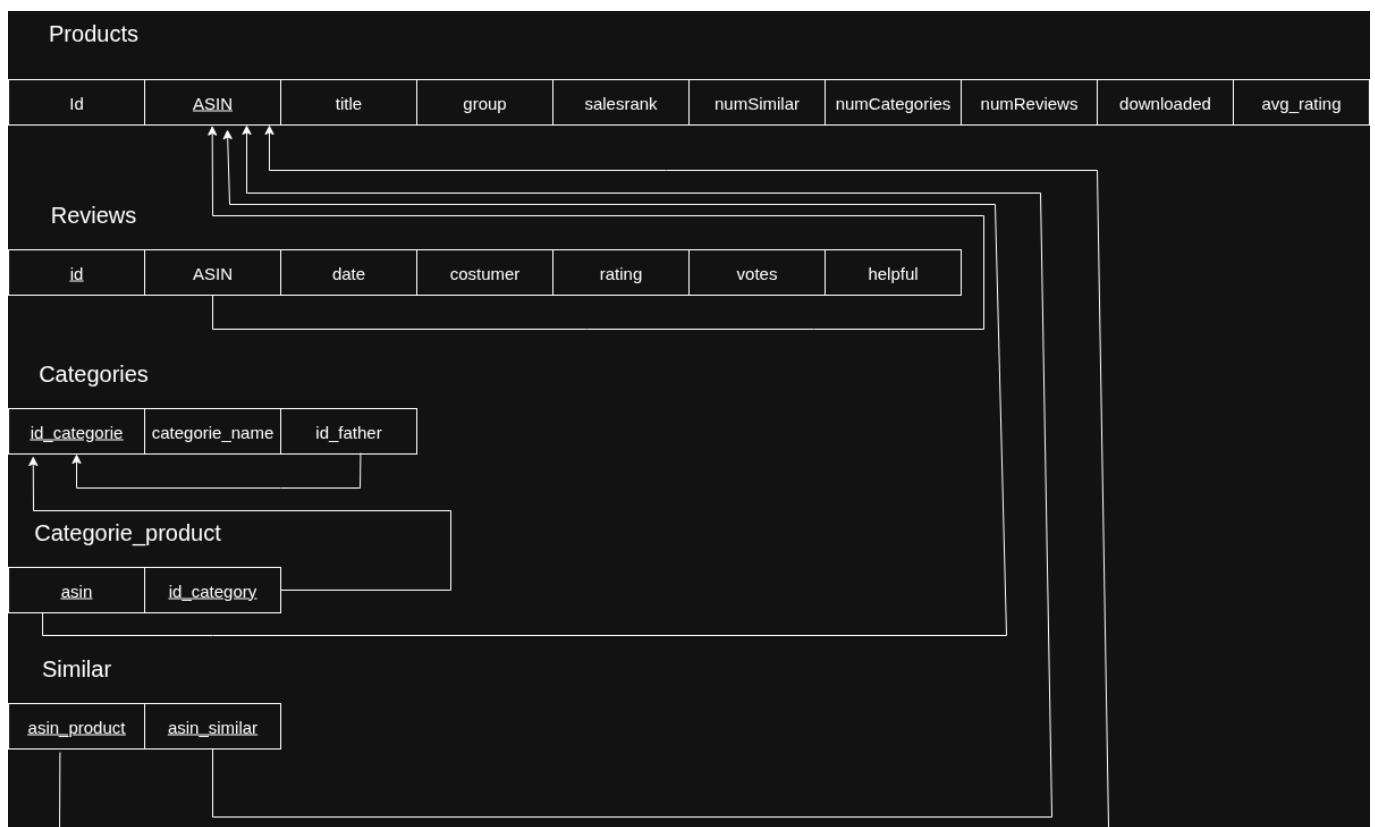 Products
Id ASIN title group salesrank numSimilar numCategories numReviews downloaded avg_rating
Reviews
id ASIN date costumer rating votes helpful
Categories
id_categorie categorie_name id_father
Categorie_product
asin id_category
Similar
asin_product asin_similar